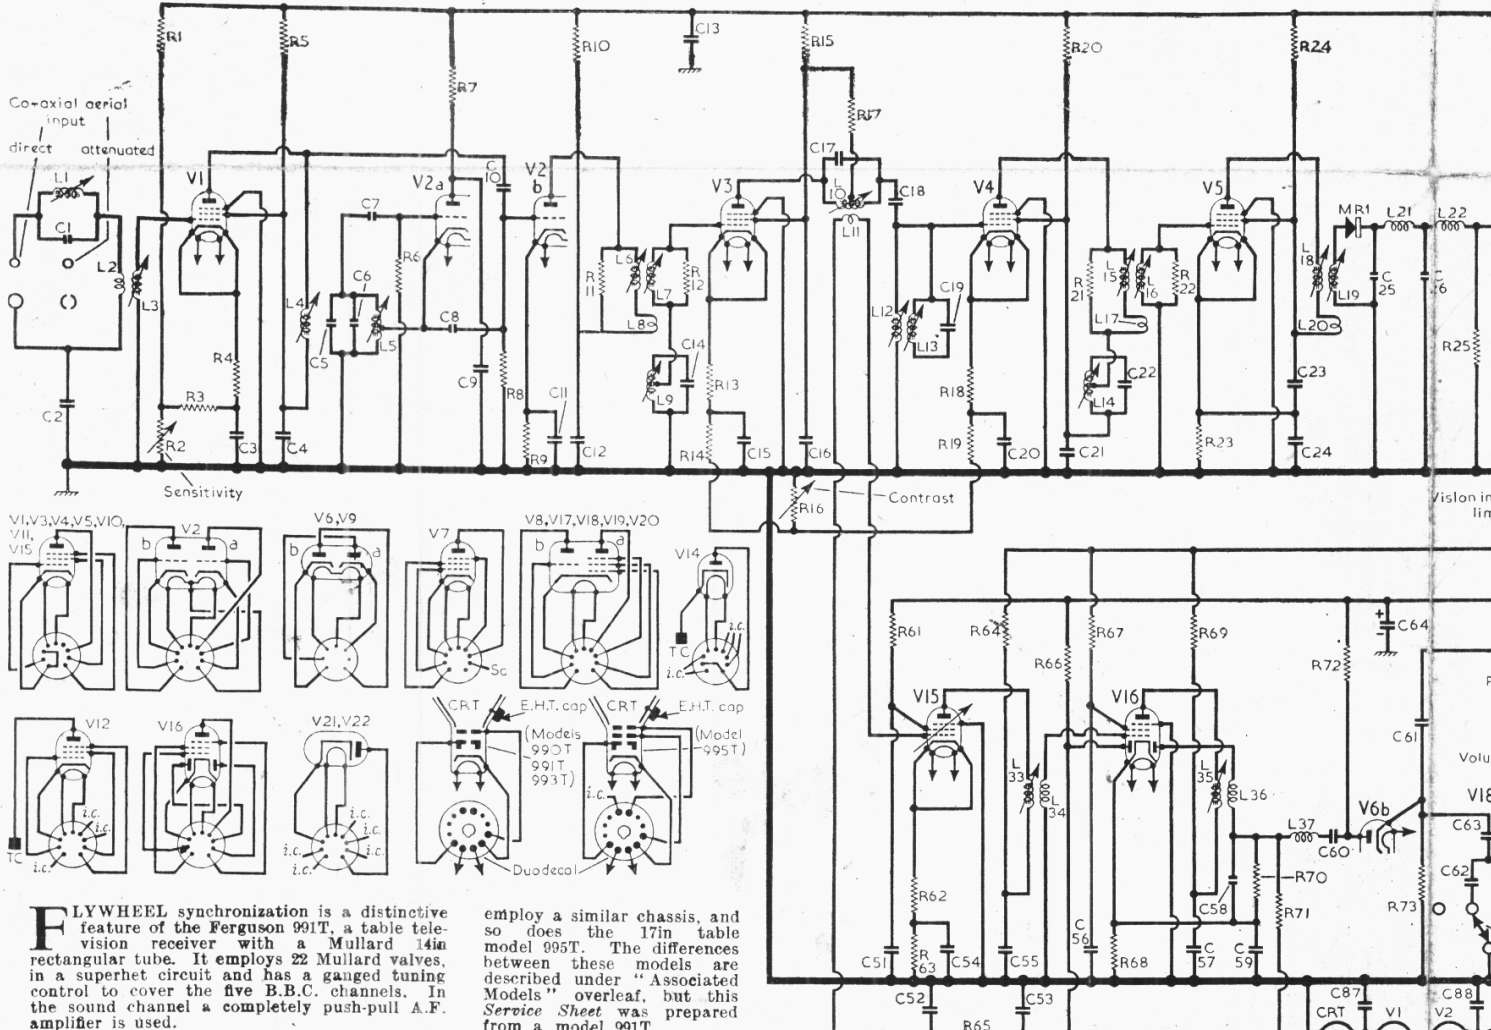 R1
R5
R7
R10
C13
R15
R17
R20
R24
Co-axial aerial
input
direct attenuated
L1
C1
L2
L3
V1
V2a
C7
C10
V2b
V3
C17
L10
L11
C18
V4
V5
MR1
L21
L22
R6
C6
L4
C5
L5
C8
R11
L6
L7
R12
L8
C14
L9
L12
L13
C19
R21
L15
L16
R22
L17
C22
L14
L18
L19
L20
C25
R25
C2
R2
R3
R4
C3
C4
C9
R8
C11
R9
C12
R13
R14
C15
C16
R18
R19
C20
C21
R23
C23
C24
Sensitivity
Contrast
R16
Vision in
lim
V1,V3,V4,V5,V10,
V11,
V15
V2
b
a
V6,V9
b
a
V7
Sc
V8,V17,V18,V19,V20
b
a
V14
TC
i.c.
i.c.
V12
TC
i.c.
i.c.
i.c.
V16
i.c.
V21,V22
i.c.
i.c.
i.c.
i.c.
i.c.
CRT
E.H.T. cap
(Models
990T
991T
993T)
CRT
E.H.T. cap
(Model
995T)
i.c.
Duodecal
R61
R64
R66
R67
R69
R72
C64
V15
V16
L33
L34
L35
L36
L37
C60
V6b
C61
Volu
V18
C63
C62
R62
R63
C51
C54
C55
C56
R68
C57
C58
C59
R70
R71
R73
C52
C53
R65
C87
C88
CRT
V1
V2
FLYWHEEL synchronization is a distinctive
feature of the Ferguson 991T, a table tele-
vision receiver with a Mullard 14in
rectangular tube. It employs 22 Mullard valves,
in a superhet circuit and has a ganged tuning
control to cover the five B.B.C. channels. In
the sound channel a completely push-pull A.F.
amplifier is used.
employ a similar chassis, and
so does the 17in table
model 995T. The differences
between these models are
described under "Associated
Models" overleaf, but this
Service Sheet was prepared
from a model 991T